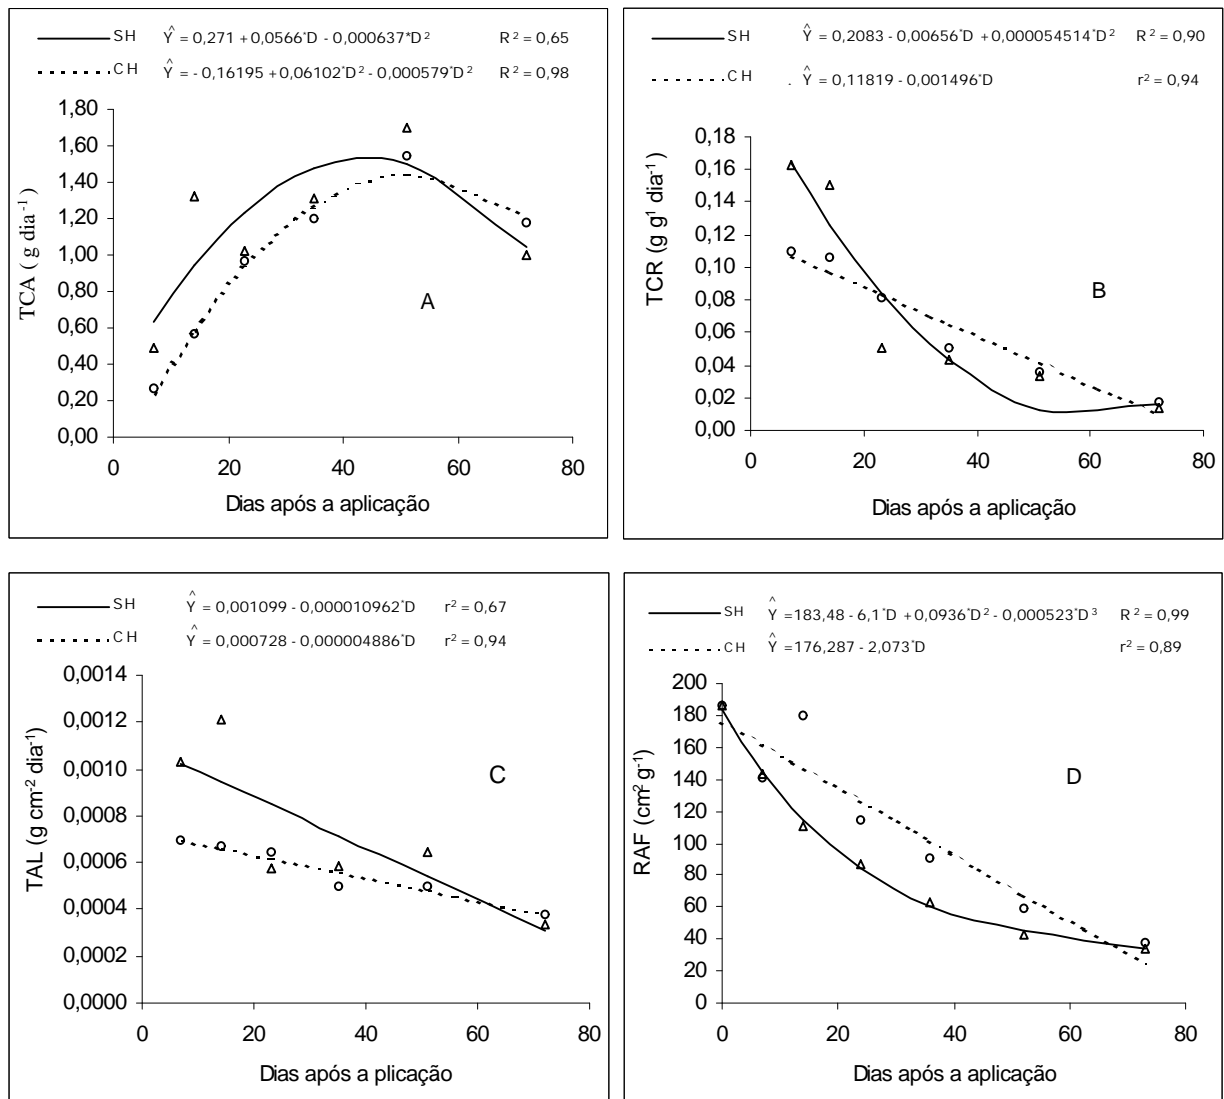 SH Ŷ = 0,271 + 0,0566*D - 0,000637*D² R² = 0,65
CH Ŷ = - 0,16195 + 0,06102*D² - 0,000579*D² R² = 0,98
1,80
1,60
1,40
1,20
1,00
0,80
0,60
0,40
0,20
0,00
TCA ( g dia⁻¹ )
A
0 20 40 60 80
Dias após a aplicação
SH Ŷ = 0,2083 - 0,00656*D + 0,000054514*D² R² = 0,90
CH . Ŷ = 0,11819 - 0,001496*D r² = 0,94
0,18
0,16
0,14
0,12
0,10
0,08
0,06
0,04
0,02
0,00
TCR (g g¹ dia⁻¹)
B
0 20 40 60 80
Dias após a aplicação
SH Ŷ = 0,001099 - 0,000010962*D r² = 0,67
CH Ŷ = 0,000728 - 0,000004886*D r² = 0,94
0,0014
0,0012
0,0010
0,0008
0,0006
0,0004
0,0002
0,0000
TAL (g cm⁻² dia⁻¹)
C
0 20 40 60 80
Dias após a plicação
SH Ŷ =183,48 - 6,1*D + 0,0936*D² - 0,000523*D³ R² = 0,99
CH Ŷ =176,287 - 2,073*D r² = 0,89
200
180
160
140
120
100
80
60
40
20
0
RAF (cm² g⁻¹)
D
0 20 40 60 80
Dias após a aplicação